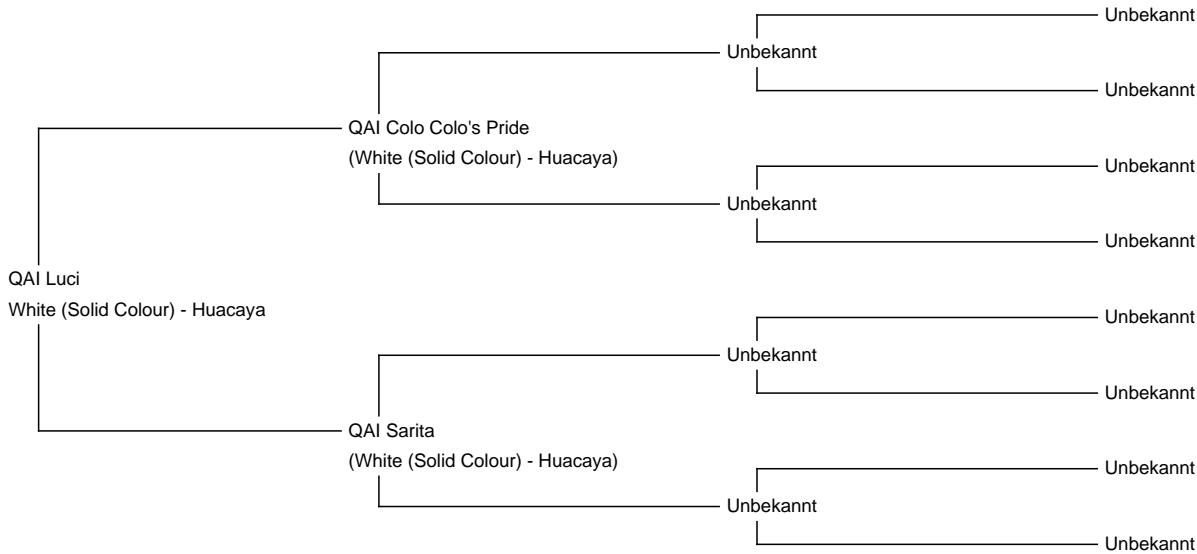 Unbekannt
Unbekannt
Unbekannt
QAI Colo Colo's Pride
(White (Solid Colour) - Huacaya)
Unbekannt
Unbekannt
Unbekannt
QAI Luci
White (Solid Colour) - Huacaya
Unbekannt
Unbekannt
Unbekannt
QAI Sarita
(White (Solid Colour) - Huacaya)
Unbekannt
Unbekannt
Unbekannt